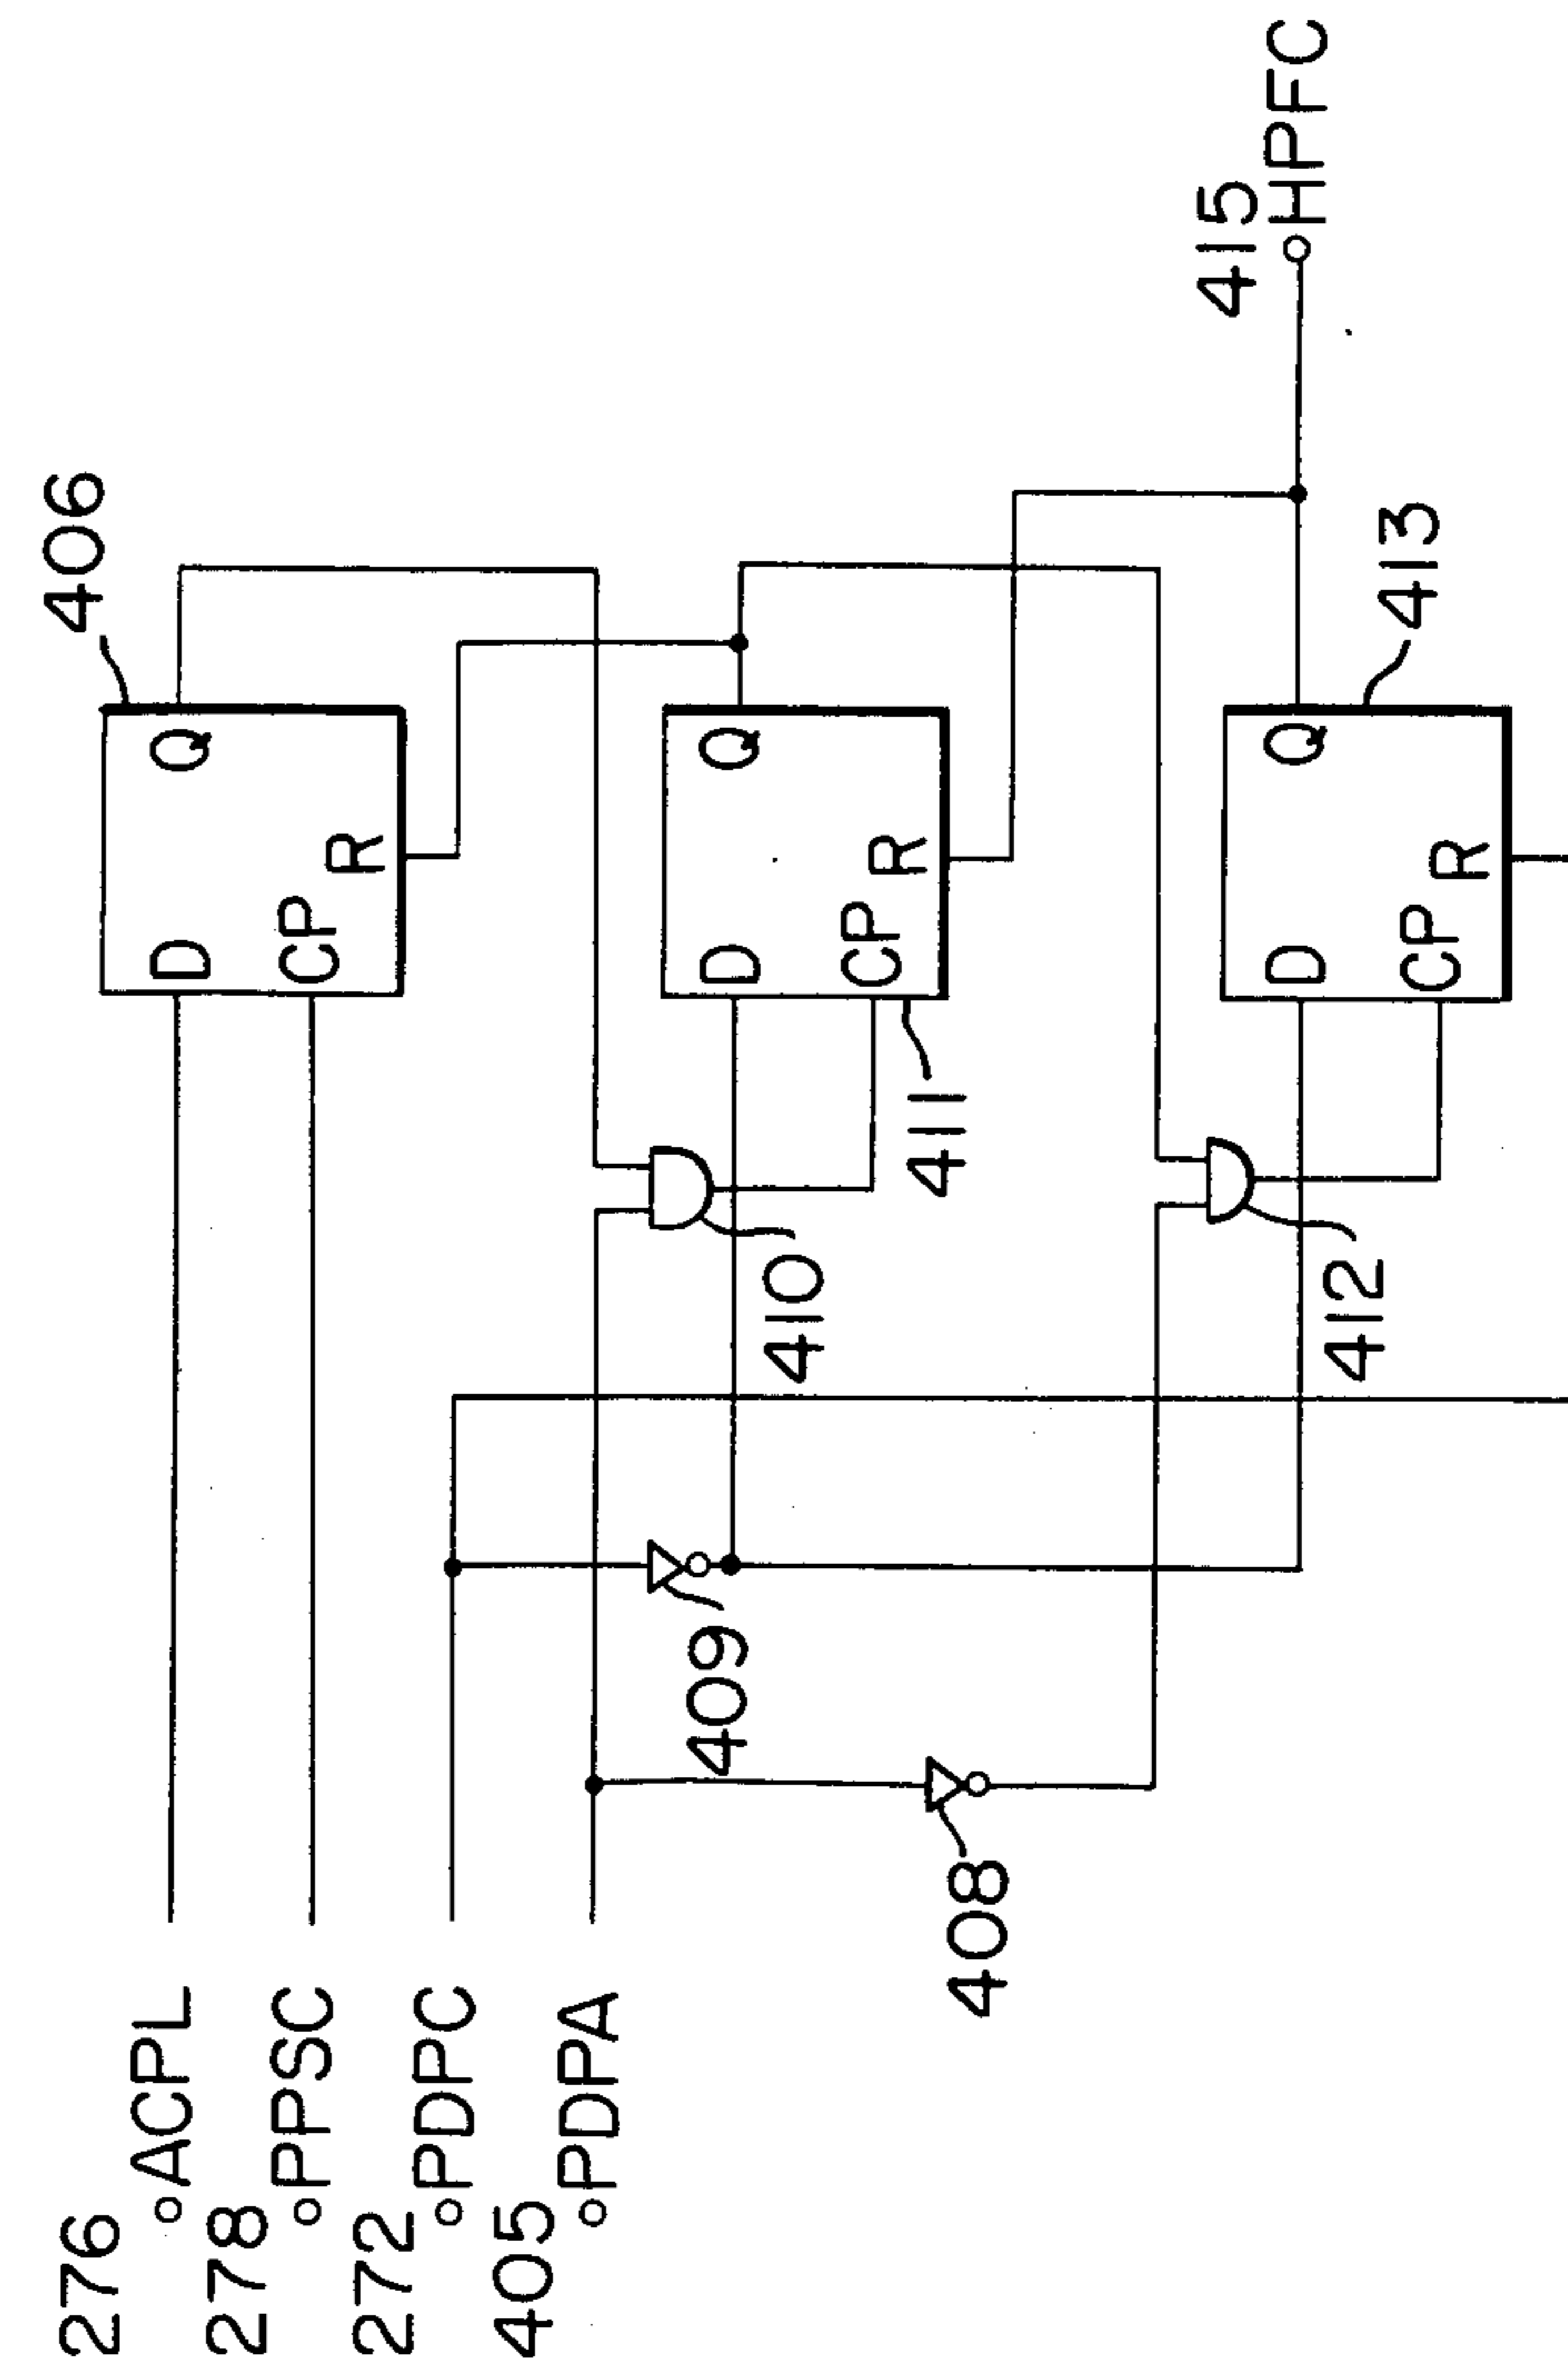 276
ACPL
278
PPSC
272
PDPC
405
PDPA
406
D Q
CP
R
409
410
D Q
CP
R
411
408
412
D Q
CP
R
413
415
HPFC